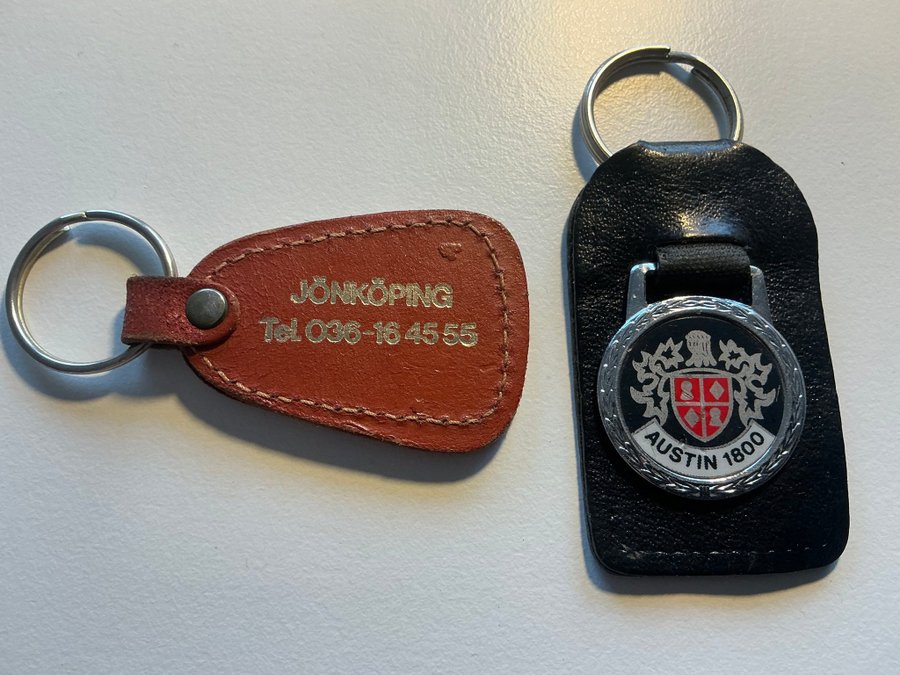 JÖNKÖPING
Tel. 036-16 45 55
AUSTIN 1800